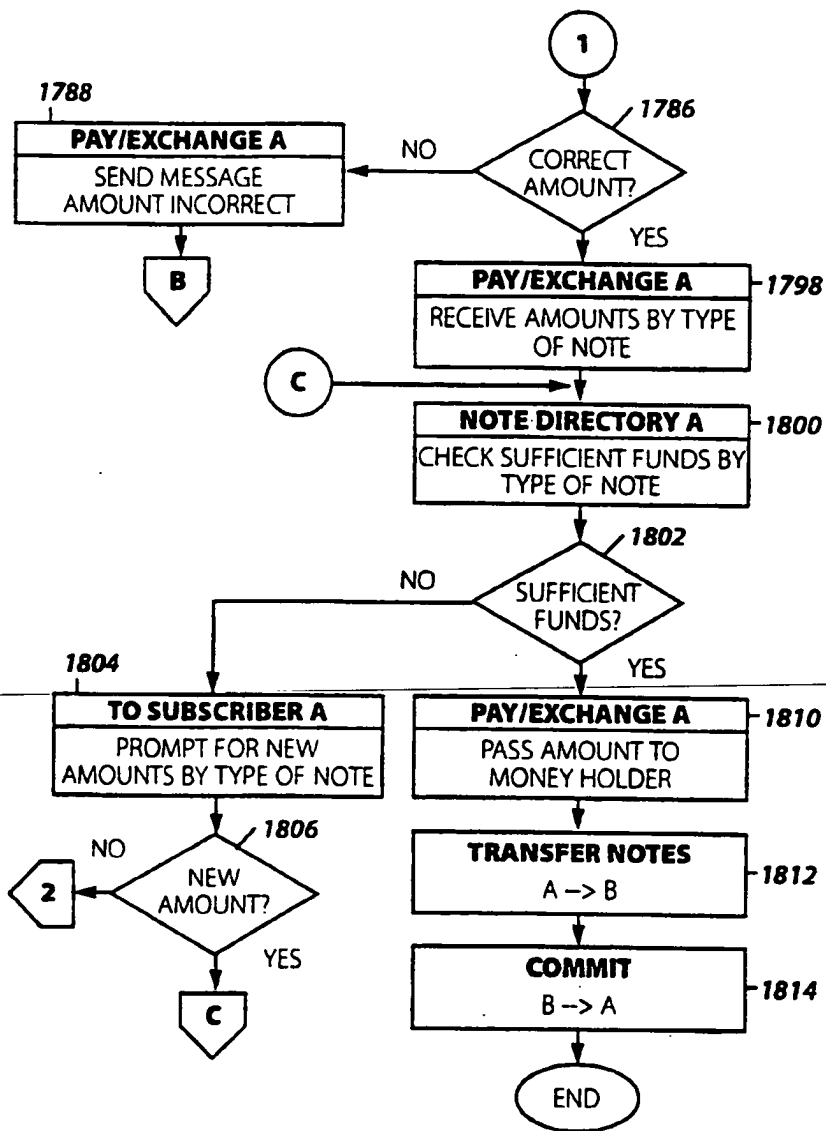 1
1788
1786
PAY/EXCHANGE A
SEND MESSAGE
AMOUNT INCORRECT
NO
CORRECT
AMOUNT?
YES
B
PAY/EXCHANGE A
1798
RECEIVE AMOUNTS BY TYPE
OF NOTE
C
NOTE DIRECTORY A
1800
CHECK SUFFICIENT FUNDS BY
TYPE OF NOTE
1802
NO
SUFFICIENT
FUNDS?
YES
1804
TO SUBSCRIBER A
PROMPT FOR NEW
AMOUNTS BY TYPE OF NOTE
PAY/EXCHANGE A
1810
PASS AMOUNT TO
MONEY HOLDER
1806
NO
2
NEW
AMOUNT?
YES
C
TRANSFER NOTES
A --> B
1812
COMMIT
B --> A
1814
END